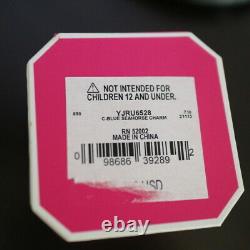 NOT INTENDED FOR
CHILDREN 12 AND UNDER.
YJRU6528
C-BLUE SEAHORSE CHARM
RN 52002
MADE IN CHINA
0 98686 39289 2
USD